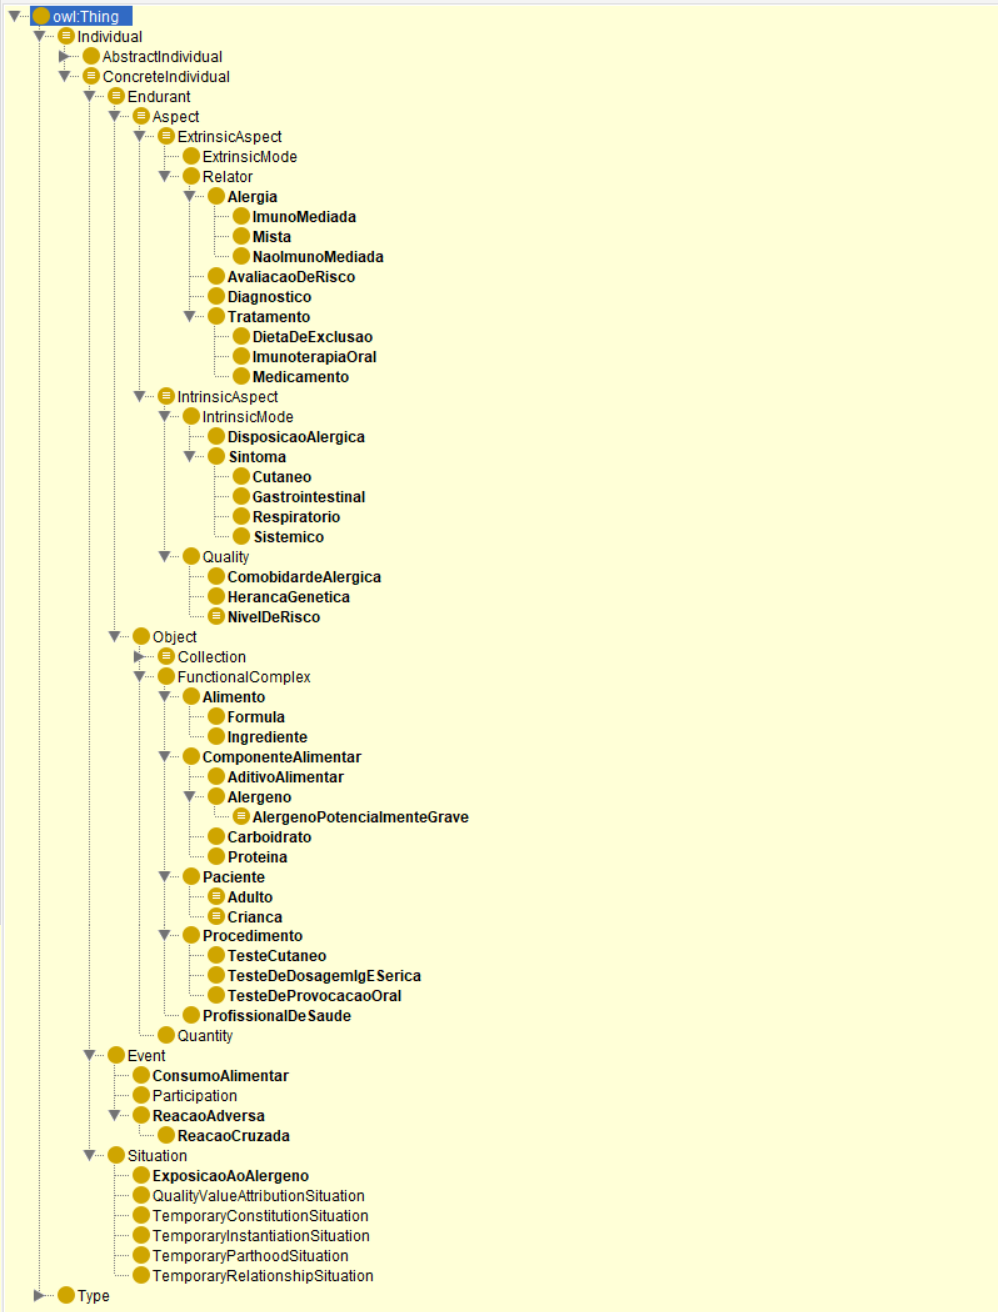 owl:Thing
Individual
AbstractIndividual
ConcreteIndividual
Endurant
Aspect
ExtrinsicAspect
ExtrinsicMode
Relator
Alergia
ImunoMediada
Mista
NaoImunoMediada
AvaliacaoDeRisco
Diagnostico
Tratamento
DietaDeExclusao
ImunoterapiaOral
Medicamento
IntrinsicAspect
IntrinsicMode
DisposicaoAlergica
Sintoma
Cutaneo
Gastrointestinal
Respiratorio
Sistemico
Quality
ComobidardeAlergica
HerancaGenetica
NivelDeRisco
Object
Collection
FunctionalComplex
Alimento
Formula
Ingrediente
ComponenteAlimentar
AditivoAlimentar
Alergeno
AlergenoPotencialmenteGrave
Carboidrato
Proteina
Paciente
Adulto
Crianca
Procedimento
TesteCutaneo
TesteDeDosagemIgESerica
TesteDeProvocacaoOral
ProfissionalDeSaude
Quantity
Event
ConsumoAlimentar
Participation
ReacaoAdversa
ReacaoCruzada
Situation
ExposicaoAoAlergeno
QualityValueAttributionSituation
TemporaryConstitutionSituation
TemporaryInstantiationSituation
TemporaryParthoodSituation
TemporaryRelationshipSituation
Type